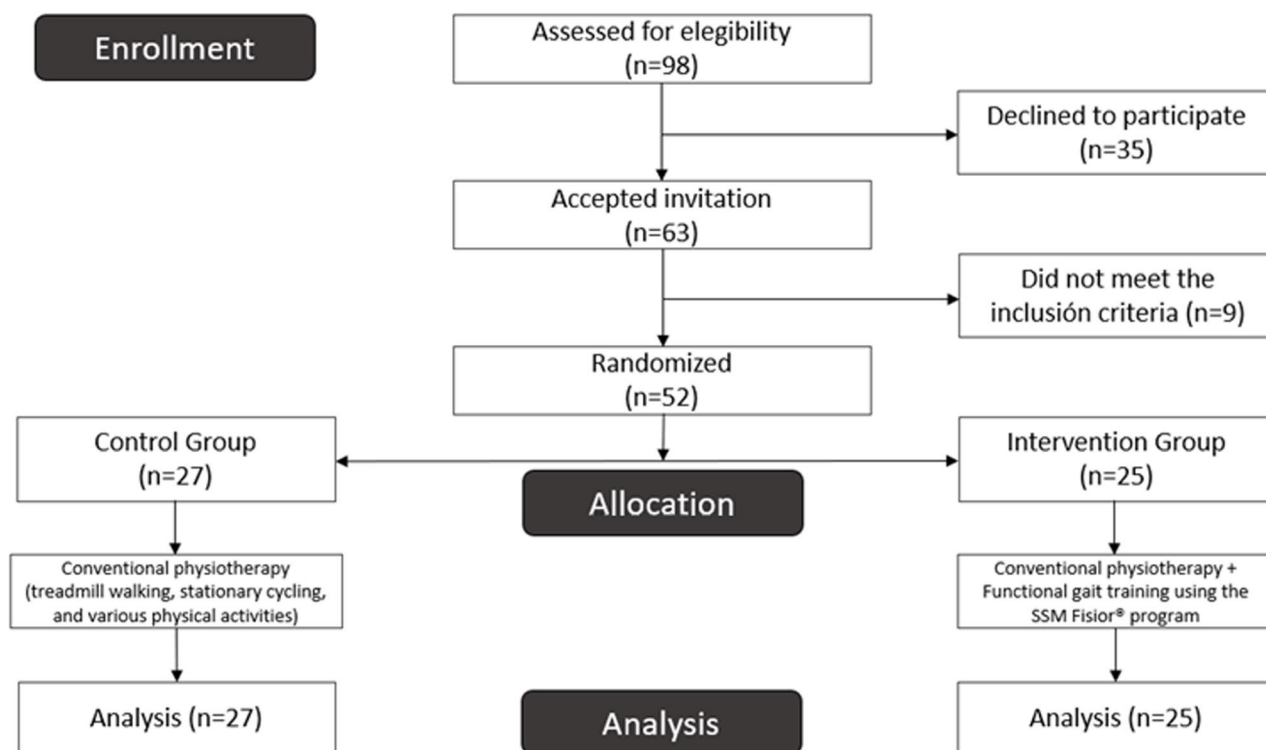 Enrollment
Assessed for elegibility
(n=98)
Declined to participate
(n=35)
Accepted invitation
(n=63)
Did not meet the
inclusión criteria (n=9)
Randomized
(n=52)
Control Group
(n=27)
Intervention Group
(n=25)
Allocation
Conventional physiotherapy
(treadmill walking, stationary cycling,
and various physical activities)
Conventional physiotherapy +
Functional gait training using the
SSM Fisior® program
Analysis (n=27)
Analysis
Analysis (n=25)